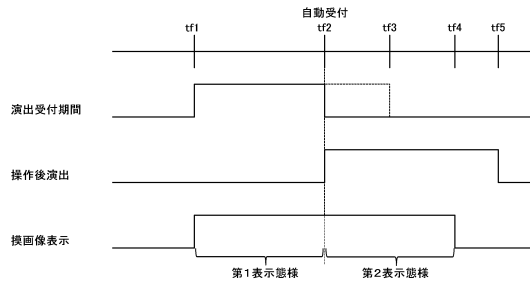 自動受付
tf1 tf2 tf3 tf4 tf5
演出受付期間
操作後演出
摸画像表示
第1表示態様 第2表示態様